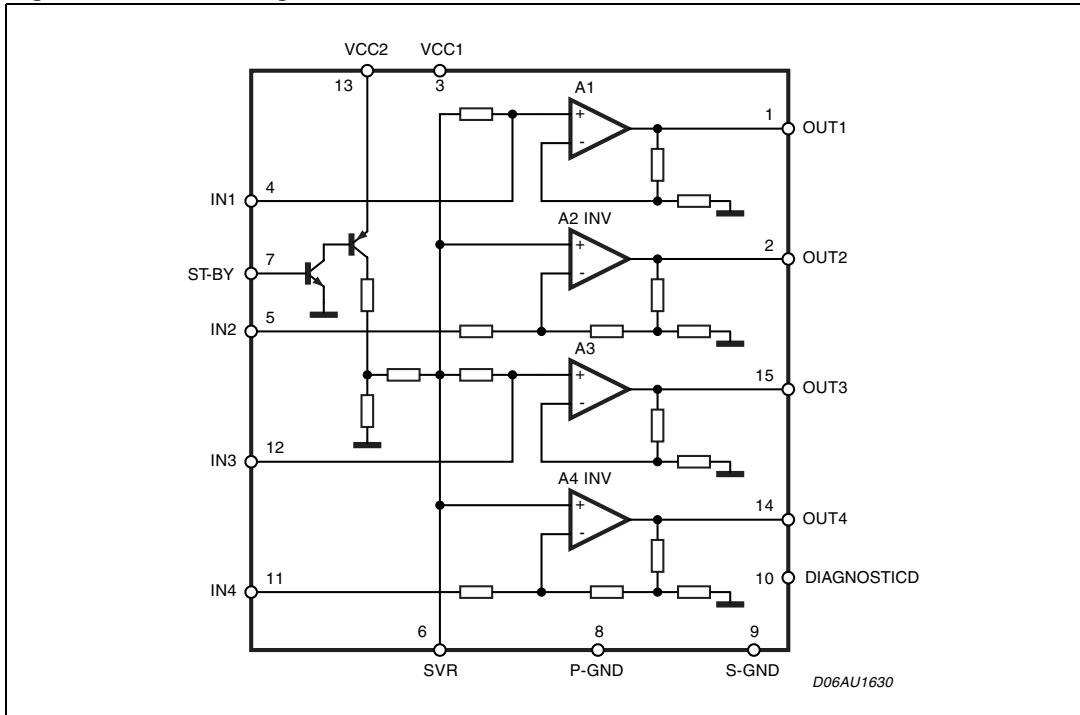 VCC2 VCC1
13 3
A1
+
-
1 OUT1
IN1 4
A2 INV
+
-
2 OUT2
ST-BY 7
IN2 5
A3
+
-
15 OUT3
IN3 12
A4 INV
+
-
14 OUT4
10 DIAGNOSTICD
IN4 11
6 8 9
SVR P-GND S-GND
D06AU1630